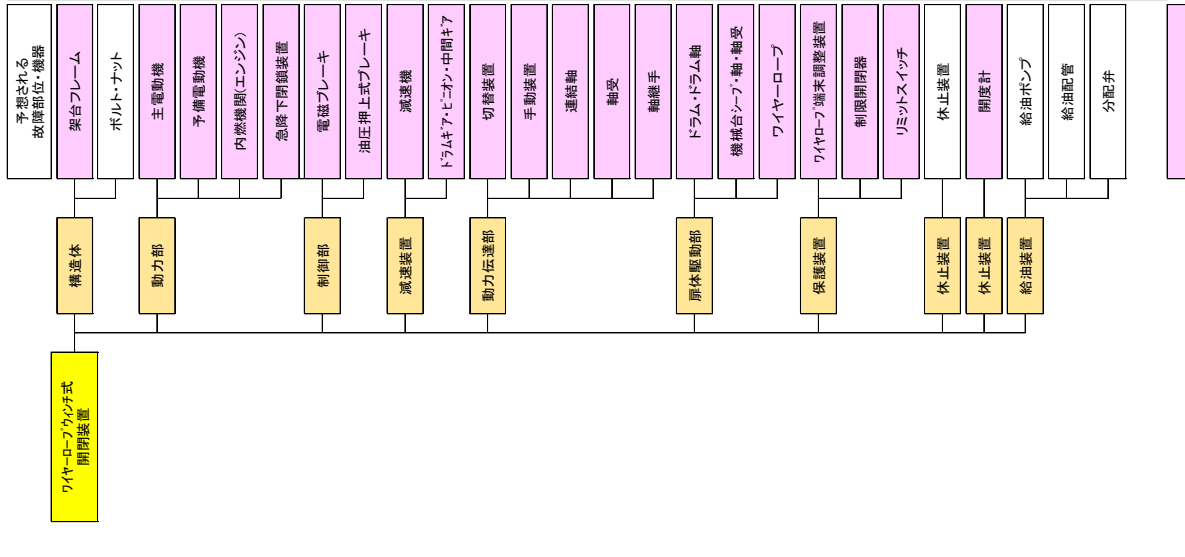 予想される
故障部位・機器
架台フレーム
ボルト・ナット
主電動機
予備電動機
内燃機関(エンジン)
急降下閉鎖装置
電磁ブレーキ
油圧押上式ブレーキ
減速機
ドラムギア・ピニオン・中間ギア
切替装置
手動装置
連結軸
軸受
軸継手
ドラム・ドラム軸
機械台シーブ・軸・軸受
ワイヤーロープ
ワイヤロープ端末調整装置
制限開閉器
リミットスイッチ
休止装置
開度計
給油ポンプ
給油配管
分配弁
構造体
動力部
制御部
減速装置
動力伝達部
扉体駆動部
保護装置
休止装置
休止装置
給油装置
ワイヤーロープウィンチ式
開閉装置